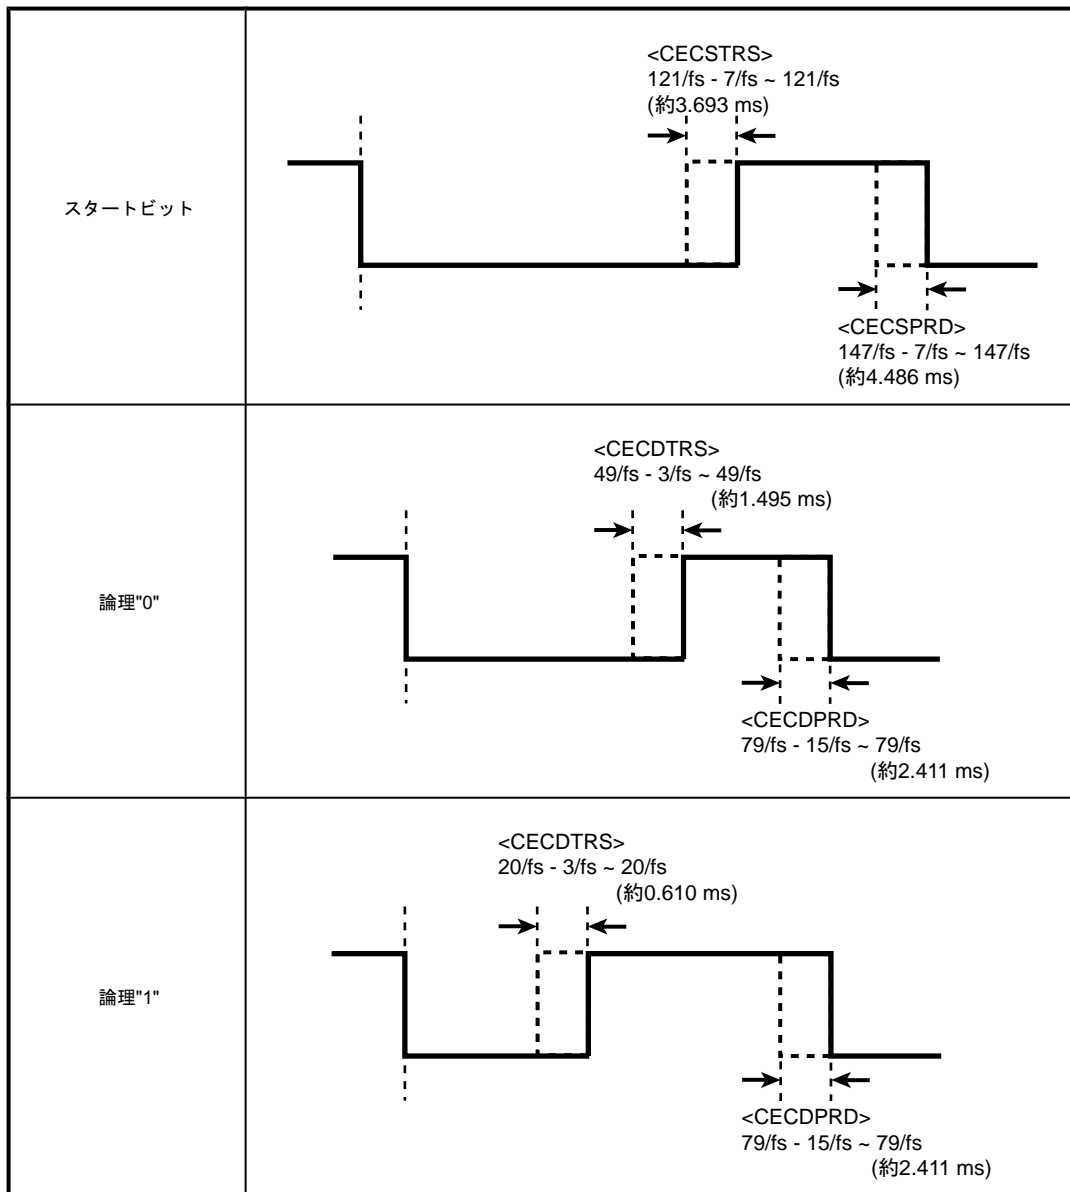 スタートビット
<CECSTRS>
121/fs - 7/fs ~ 121/fs
(約3.693 ms)
<CECSPRD>
147/fs - 7/fs ~ 147/fs
(約4.486 ms)
論理"0"
<CECDTRS>
49/fs - 3/fs ~ 49/fs
(約1.495 ms)
<CECDPRD>
79/fs - 15/fs ~ 79/fs
(約2.411 ms)
論理"1"
<CECDTRS>
20/fs - 3/fs ~ 20/fs
(約0.610 ms)
<CECDPRD>
79/fs - 15/fs ~ 79/fs
(約2.411 ms)